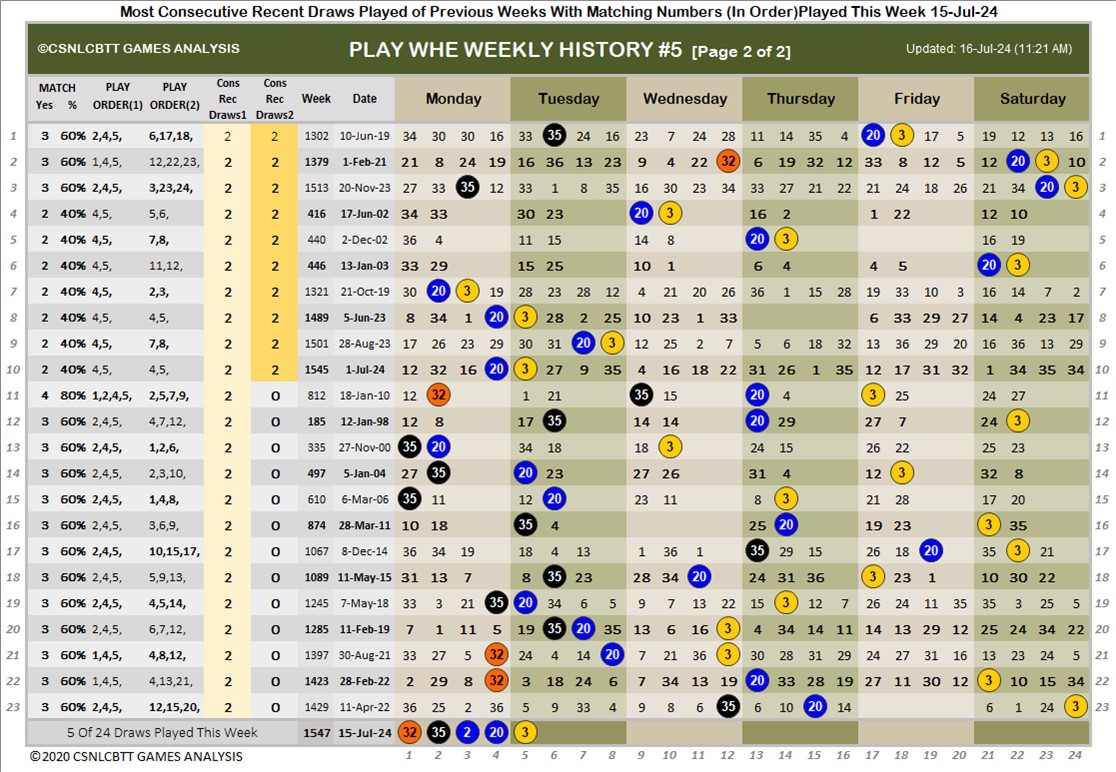 Most Consecutive Recent Draws Played of Previous Weeks With Matching Numbers (In Order)Played This Week 15-Jul-24
©CSNLCBTT GAMES ANALYSIS PLAY WHE WEEKLY HISTORY #5 [Page 2 of 2] Updated: 16-Jul-24 (11:21 AM)
MATCH PLAY PLAY Cons Rec Draws1 Cons Rec Draws2 Week Date Monday Tuesday Wednesday Thursday Friday Saturday
Yes % ORDER(1) ORDER(2)
1 3 60% 2,4,5, 6,17,18, 2 2 1302 10-Jun-19 34 30 30 16 33 35 24 16 23 7 24 28 11 14 35 4 20 3 17 5 19 12 13 16 1
2 3 60% 1,4,5, 12,22,23, 2 2 1379 1-Feb-21 21 8 24 19 16 36 13 23 9 4 22 32 6 19 32 12 33 8 12 5 12 20 3 10 2
3 3 60% 2,4,5, 3,23,24, 2 2 1513 20-Nov-23 27 33 35 12 33 1 8 35 16 30 23 34 33 27 21 22 21 24 18 26 21 34 20 3 3
4 2 40% 4,5, 5,6, 2 2 416 17-Jun-02 34 33 30 23 20 3 16 2 1 22 12 10 4
5 2 40% 4,5, 7,8, 2 2 440 2-Dec-02 36 4 11 15 14 8 20 3 16 19 5
6 2 40% 4,5, 11,12, 2 2 446 13-Jan-03 33 29 15 25 10 1 6 4 4 5 20 3 6
7 2 40% 4,5, 2,3, 2 2 1321 21-Oct-19 30 20 3 19 28 23 28 12 4 21 20 26 36 1 15 28 19 33 10 3 16 14 7 2 7
8 2 40% 4,5, 4,5, 2 2 1489 5-Jun-23 8 34 1 20 3 28 2 25 10 23 1 33 6 33 29 27 14 4 23 17 8
9 2 40% 4,5, 7,8, 2 2 1501 28-Aug-23 17 26 23 29 30 31 20 3 12 25 2 7 5 6 18 32 13 36 29 20 16 36 13 29 9
10 2 40% 4,5, 4,5, 2 2 1545 1-Jul-24 12 32 16 20 3 27 9 35 4 16 18 22 31 26 1 35 12 17 31 32 1 34 35 34 10
11 4 80% 1,2,4,5, 2,5,7,9, 2 0 812 18-Jan-10 12 32 1 21 35 15 20 4 3 25 24 27 11
12 3 60% 2,4,5, 4,7,12, 2 0 185 12-Jan-98 12 8 17 35 14 14 20 29 27 7 24 3 12
13 3 60% 2,4,5, 1,2,6, 2 0 335 27-Nov-00 35 20 34 18 18 3 24 15 26 22 25 23 13
14 3 60% 2,4,5, 2,3,10, 2 0 497 5-Jan-04 27 35 20 23 27 26 31 4 12 3 32 8 14
15 3 60% 2,4,5, 1,4,8, 2 0 610 6-Mar-06 35 11 12 20 23 11 8 3 21 28 17 20 15
16 3 60% 2,4,5, 3,6,9, 2 0 874 28-Mar-11 10 18 35 4 25 20 19 23 3 35 16
17 3 60% 2,4,5, 10,15,17, 2 0 1067 8-Dec-14 36 34 19 18 4 13 1 36 1 35 29 15 26 18 20 35 3 21 17
18 3 60% 2,4,5, 5,9,13, 2 0 1089 11-May-15 31 13 7 8 35 23 28 34 20 24 31 36 3 23 1 10 30 22 18
19 3 60% 2,4,5, 4,5,14, 2 0 1245 7-May-18 33 3 21 35 20 34 6 5 9 7 13 22 15 3 12 7 26 24 11 35 35 3 25 5 19
20 3 60% 2,4,5, 6,7,12, 2 0 1285 11-Feb-19 7 1 11 5 19 35 20 35 13 6 16 3 4 34 14 11 14 13 29 12 25 24 34 22 20
21 3 60% 1,4,5, 4,8,12, 2 0 1397 30-Aug-21 33 27 5 32 24 4 14 20 7 21 36 3 30 28 31 29 24 27 31 16 13 23 24 5 21
22 3 60% 1,4,5, 4,13,21, 2 0 1423 28-Feb-22 2 29 8 32 3 18 24 6 7 34 13 19 20 33 28 19 27 11 30 12 3 10 15 34 22
23 3 60% 2,4,5, 12,15,20, 2 0 1429 11-Apr-22 36 25 2 36 5 9 33 4 9 8 6 35 6 10 20 14 6 1 24 3 23
5 Of 24 Draws Played This Week 1547 15-Jul-24 32 35 2 20 3
©2020 CSNLCBTT GAMES ANALYSIS 1 2 3 4 5 6 7 8 9 10 11 12 13 14 15 16 17 18 19 20 21 22 23 24